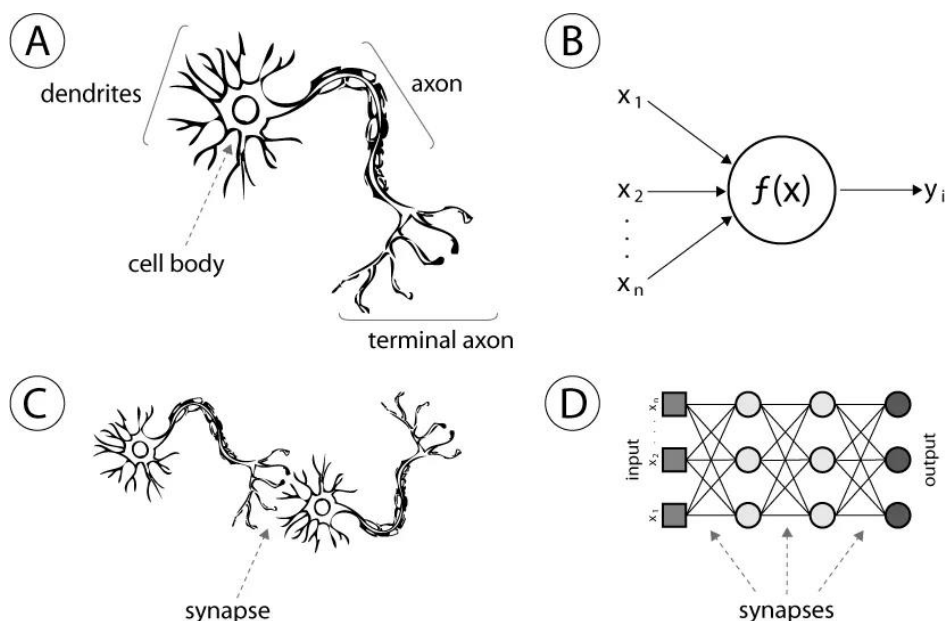 A
dendrites
axon
cell body
terminal axon
B
x1
x2
.
.
.
xn
f(x)
yi
C
synapse
D
input
x1 x2 . . . xn
output
synapses